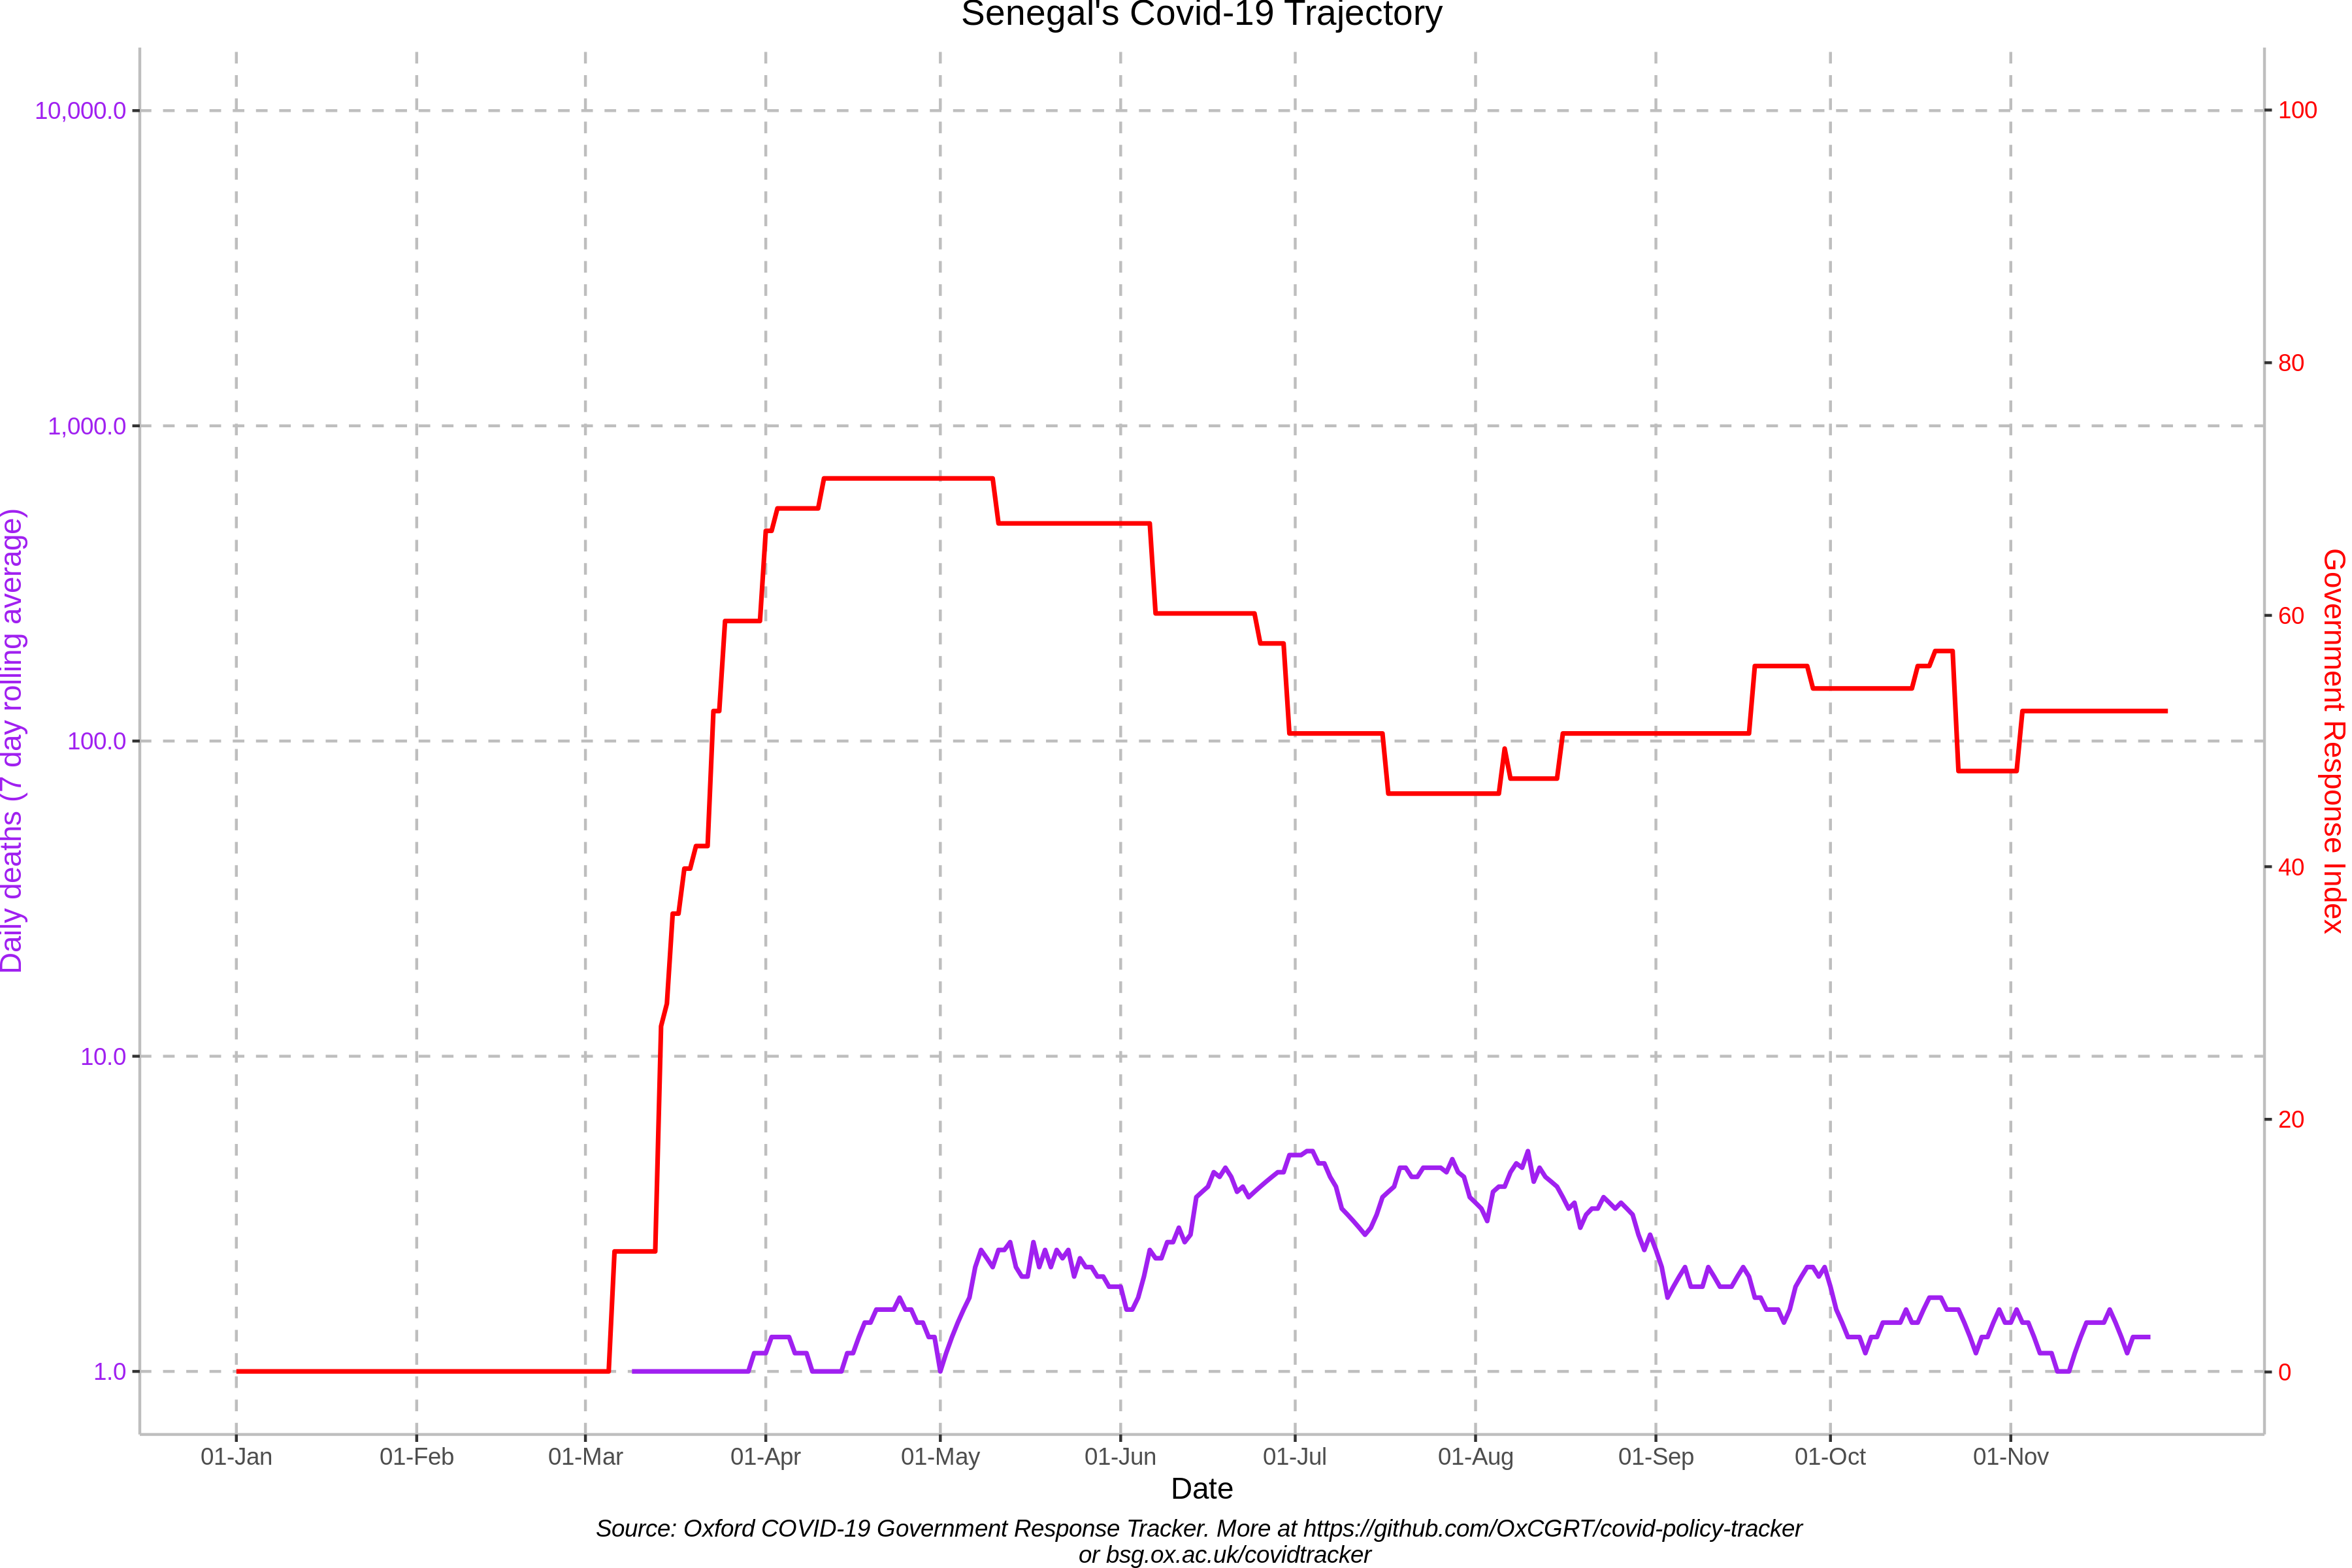 Senegal's Covid-19 Trajectory
10,000.0
1,000.0
100.0
10.0
1.0
Daily deaths (7 day rolling average)
100
80
60
40
20
0
Government Response Index
01-Jan 01-Feb 01-Mar 01-Apr 01-May 01-Jun 01-Jul 01-Aug 01-Sep 01-Oct 01-Nov
Date
Source: Oxford COVID-19 Government Response Tracker. More at https://github.com/OxCGRT/covid-policy-tracker
or bsg.ox.ac.uk/covidtracker